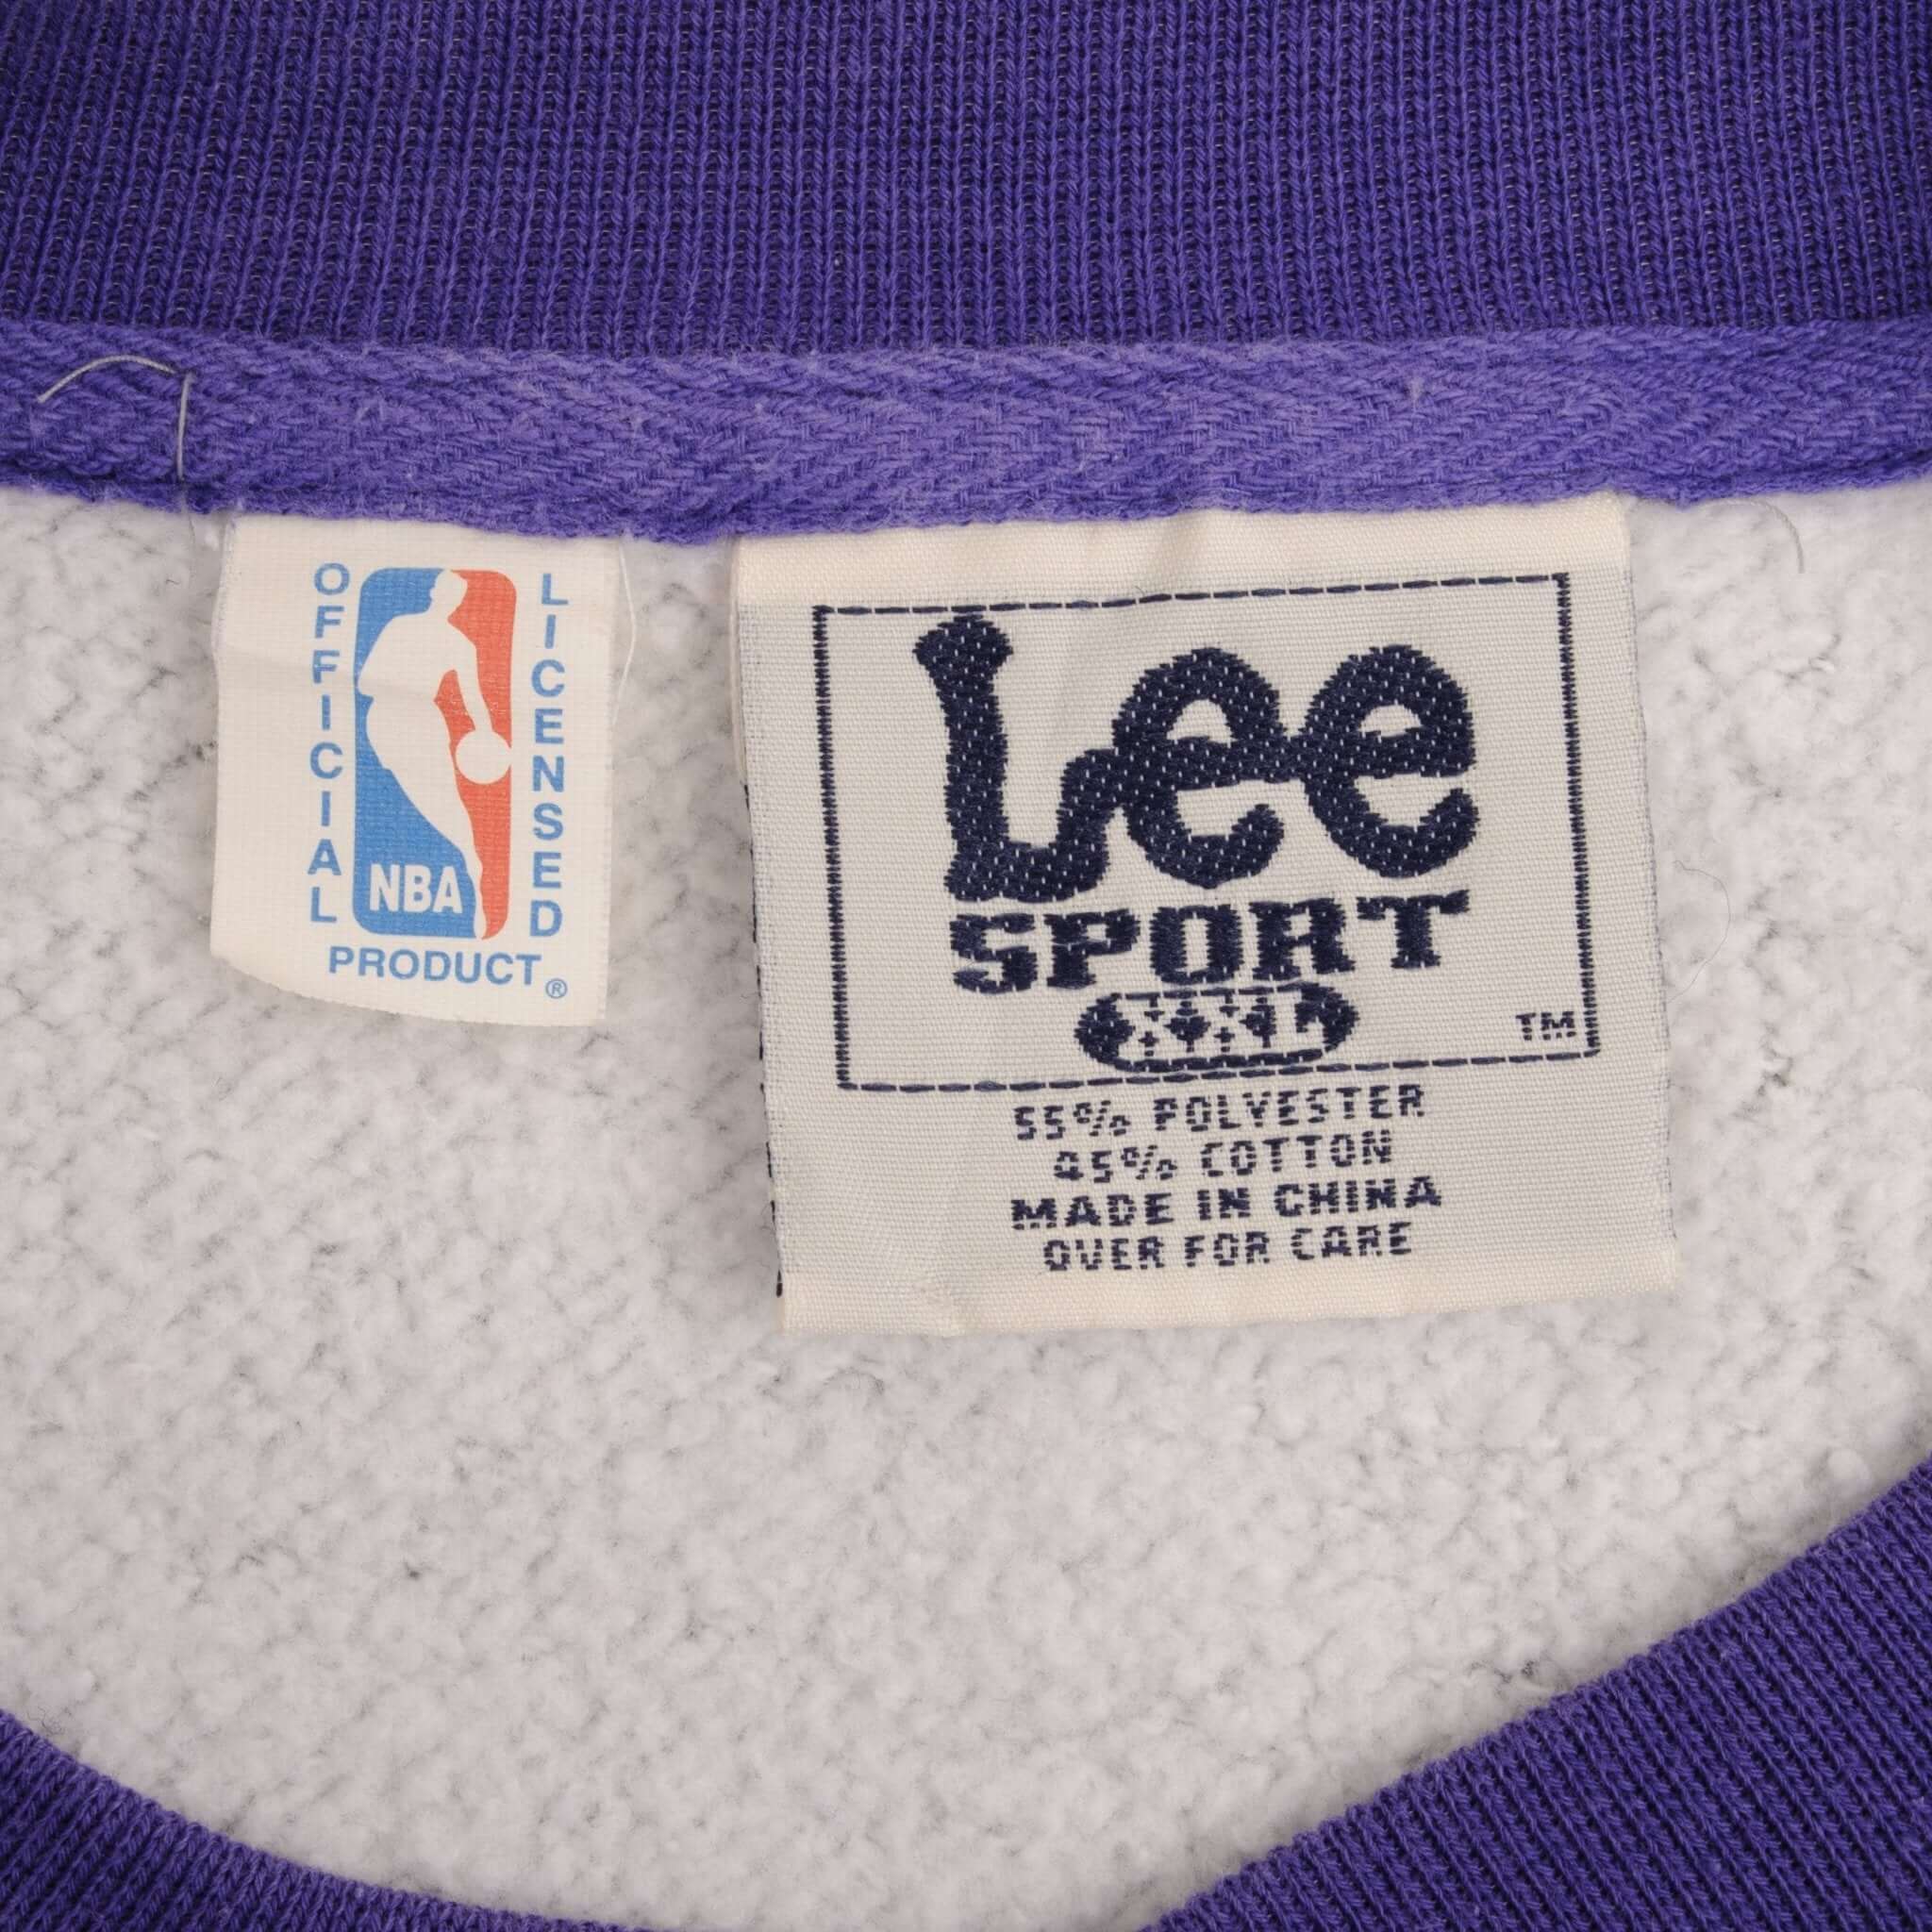 OFFICIAL
LICENSED
NBA
PRODUCT®
Lee
SPORT
XXL
TM
55% POLYESTER
45% COTTON
MADE IN CHINA
OVER FOR CARE